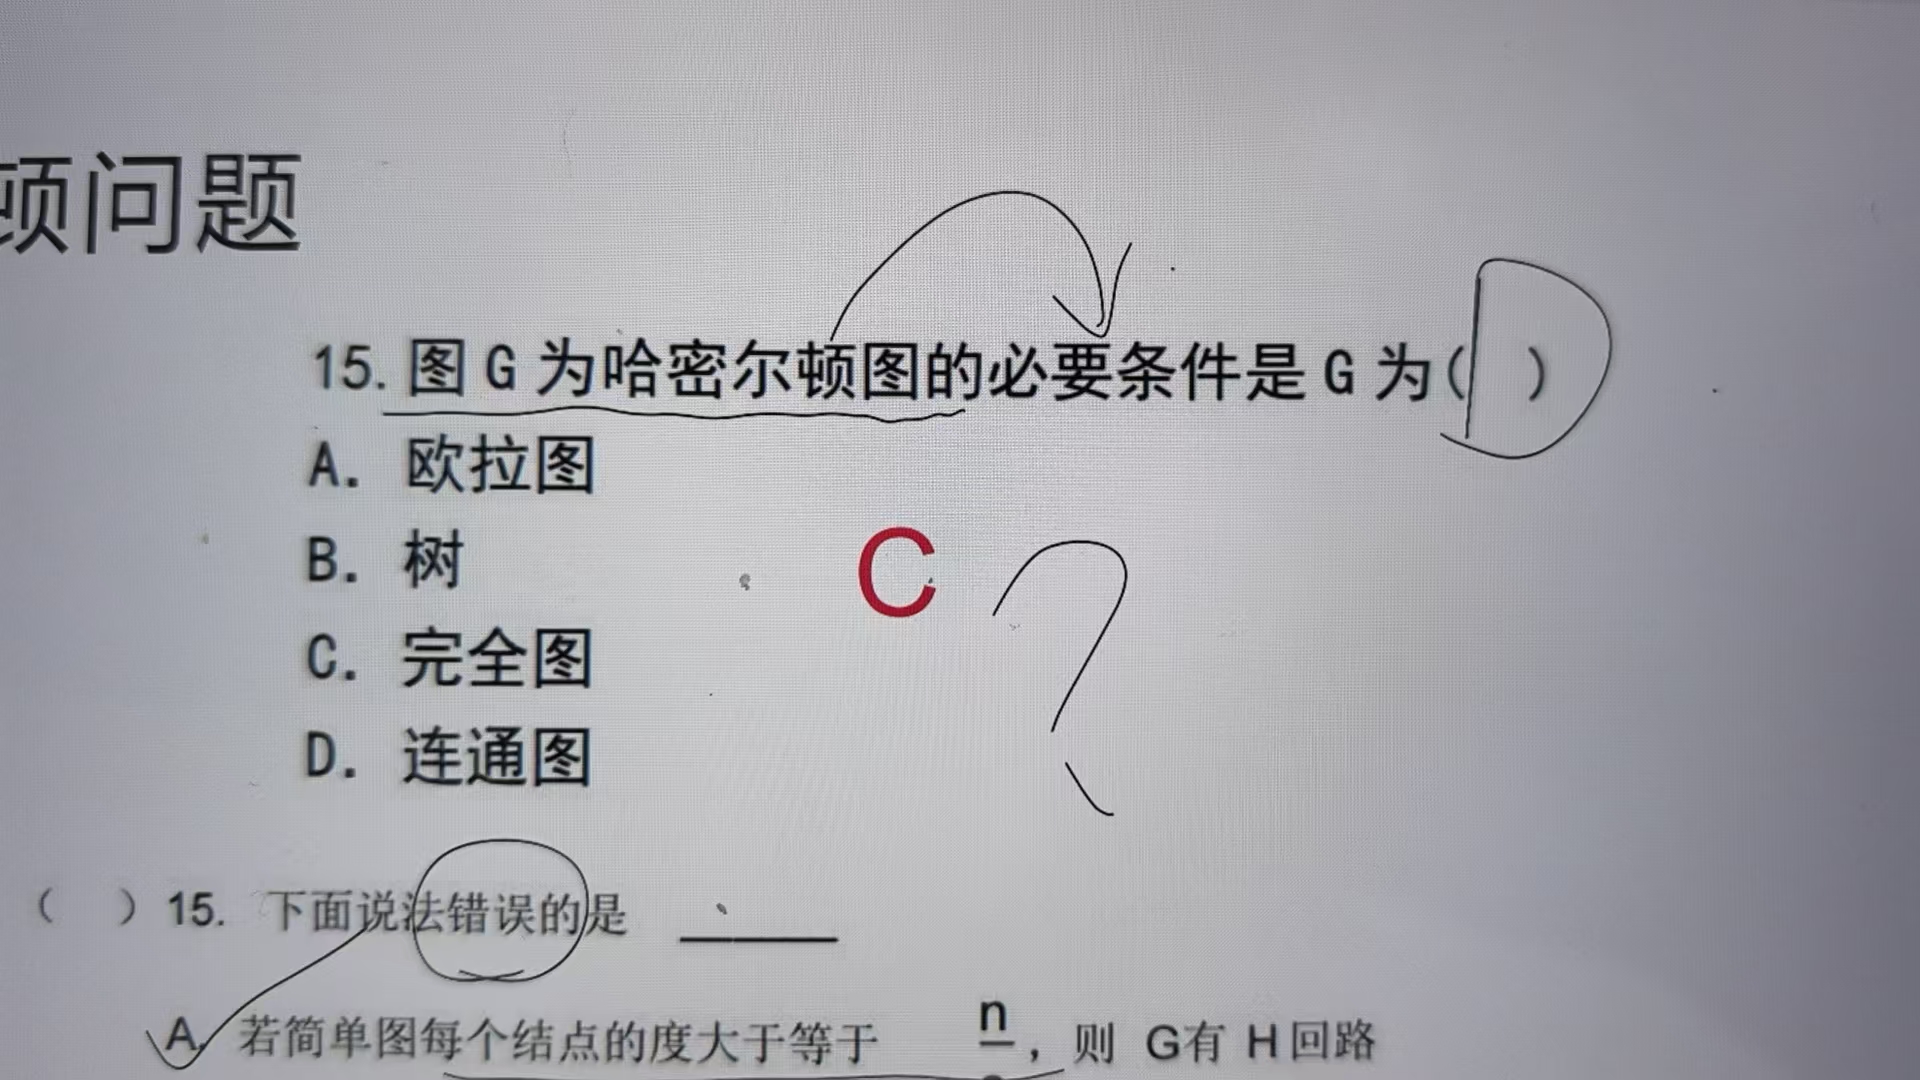 顿问题
15. 图 G 为哈密尔顿图的必要条件是 G 为( )
D
A. 欧拉图
B. 树
C
?
C. 完全图
D. 连通图
( ) 15. 下面说法错误的是 ____
A. 若简单图每个结点的度大于等于 n , 则 G有 H回路